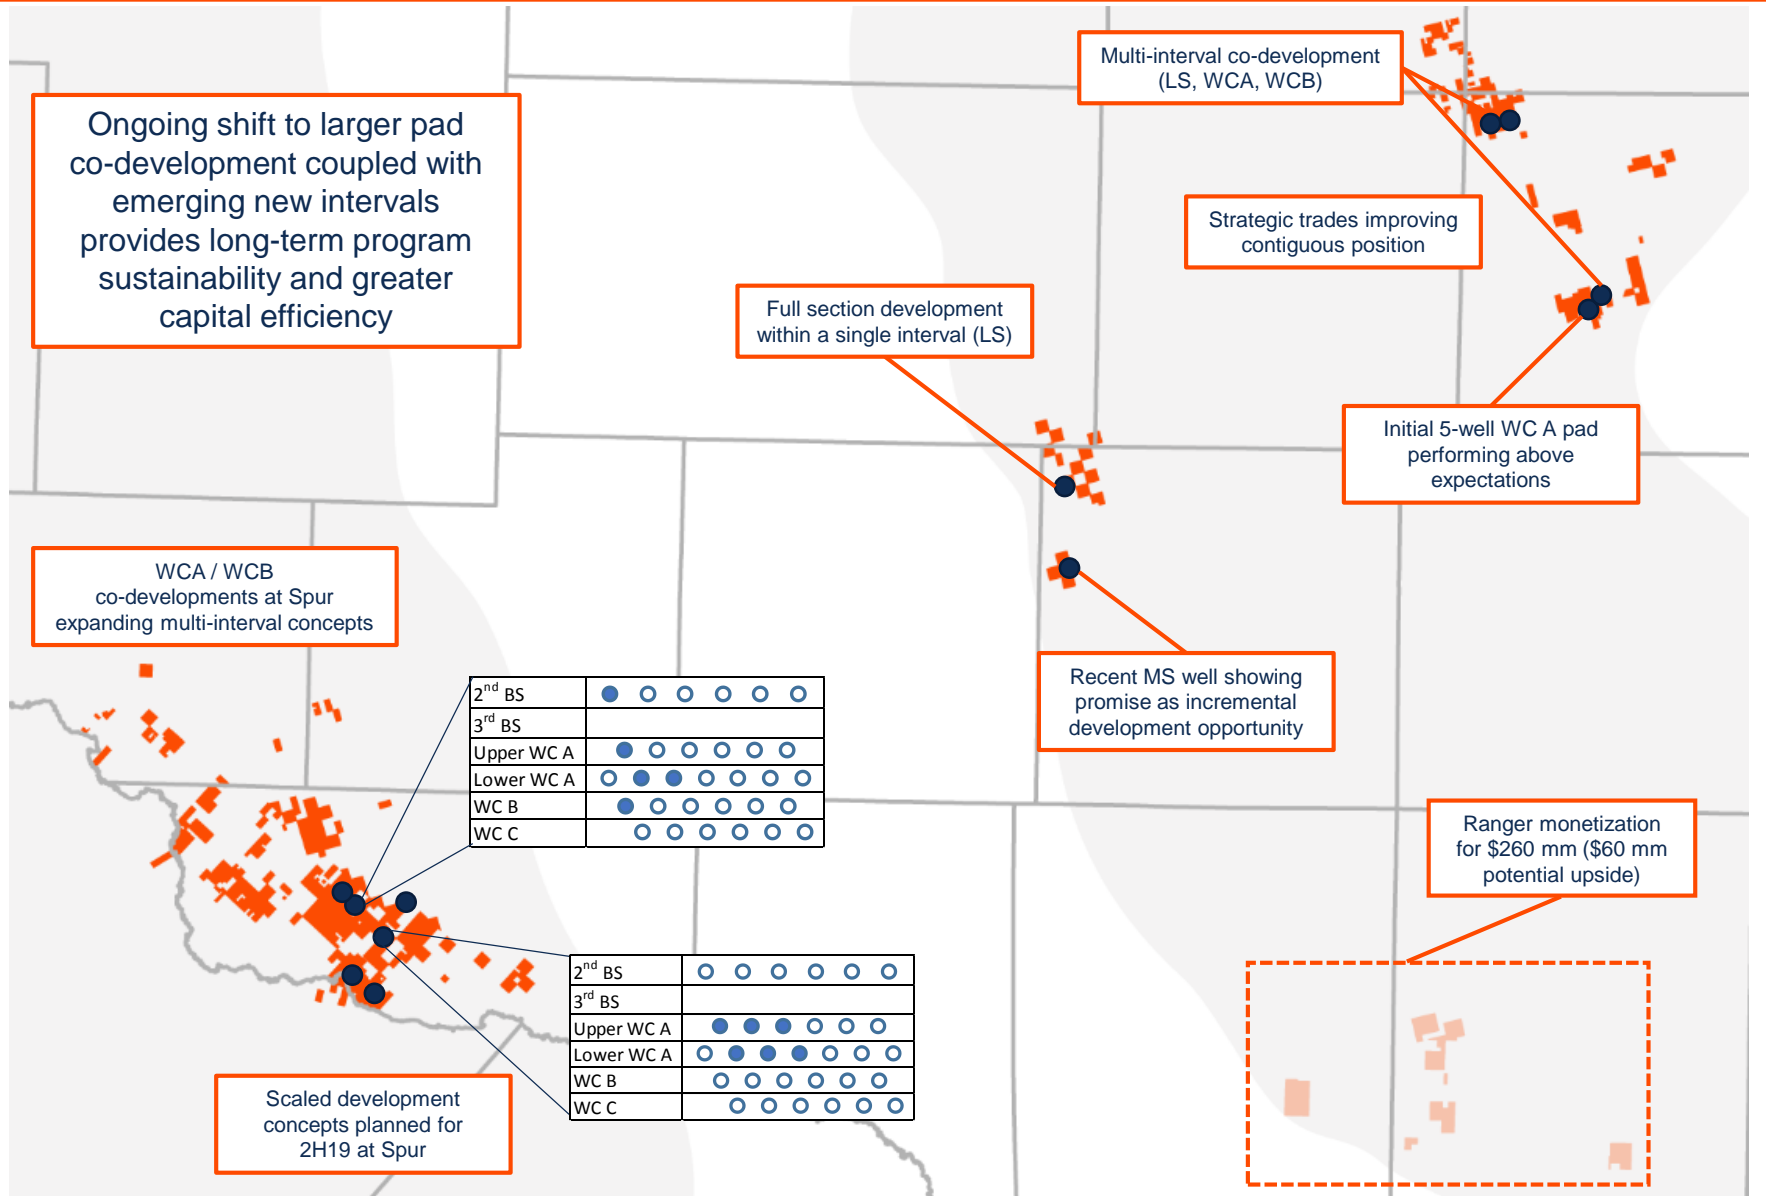 Ongoing shift to larger pad
co-development coupled with
emerging new intervals
provides long-term program
sustainability and greater
capital efficiency
Multi-interval co-development
(LS, WCA, WCB)
Strategic trades improving
contiguous position
Full section development
within a single interval (LS)
Initial 5-well WC A pad
performing above
expectations
WCA / WCB
co-developments at Spur
expanding multi-interval concepts
Recent MS well showing
promise as incremental
development opportunity
2nd BS
3rd BS
Upper WC A
Lower WC A
WC B
WC C
Ranger monetization
for $260 mm ($60 mm
potential upside)
2nd BS
3rd BS
Upper WC A
Lower WC A
WC B
WC C
Scaled development
concepts planned for
2H19 at Spur